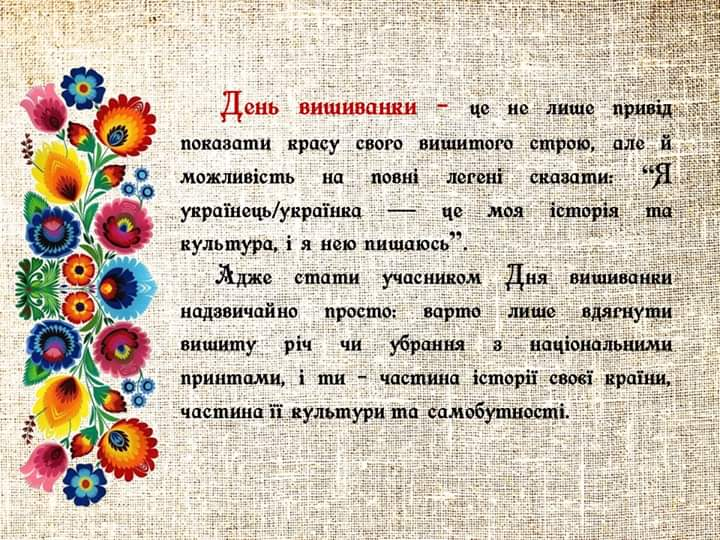 День вишиванки – це не лише привід
показати красу свого вишитого строю, але й
можливість на повні легені сказати: “Я
українець/українка — це моя історія та
культура, і я нею пишаюсь”.
Адже стати учасником Дня вишиванки
надзвичайно просто: варто лише вдягнути
вишиту річ чи убрання з національними
принтами, і ти – частина історії своєї країни,
частина її культури та самобутності.